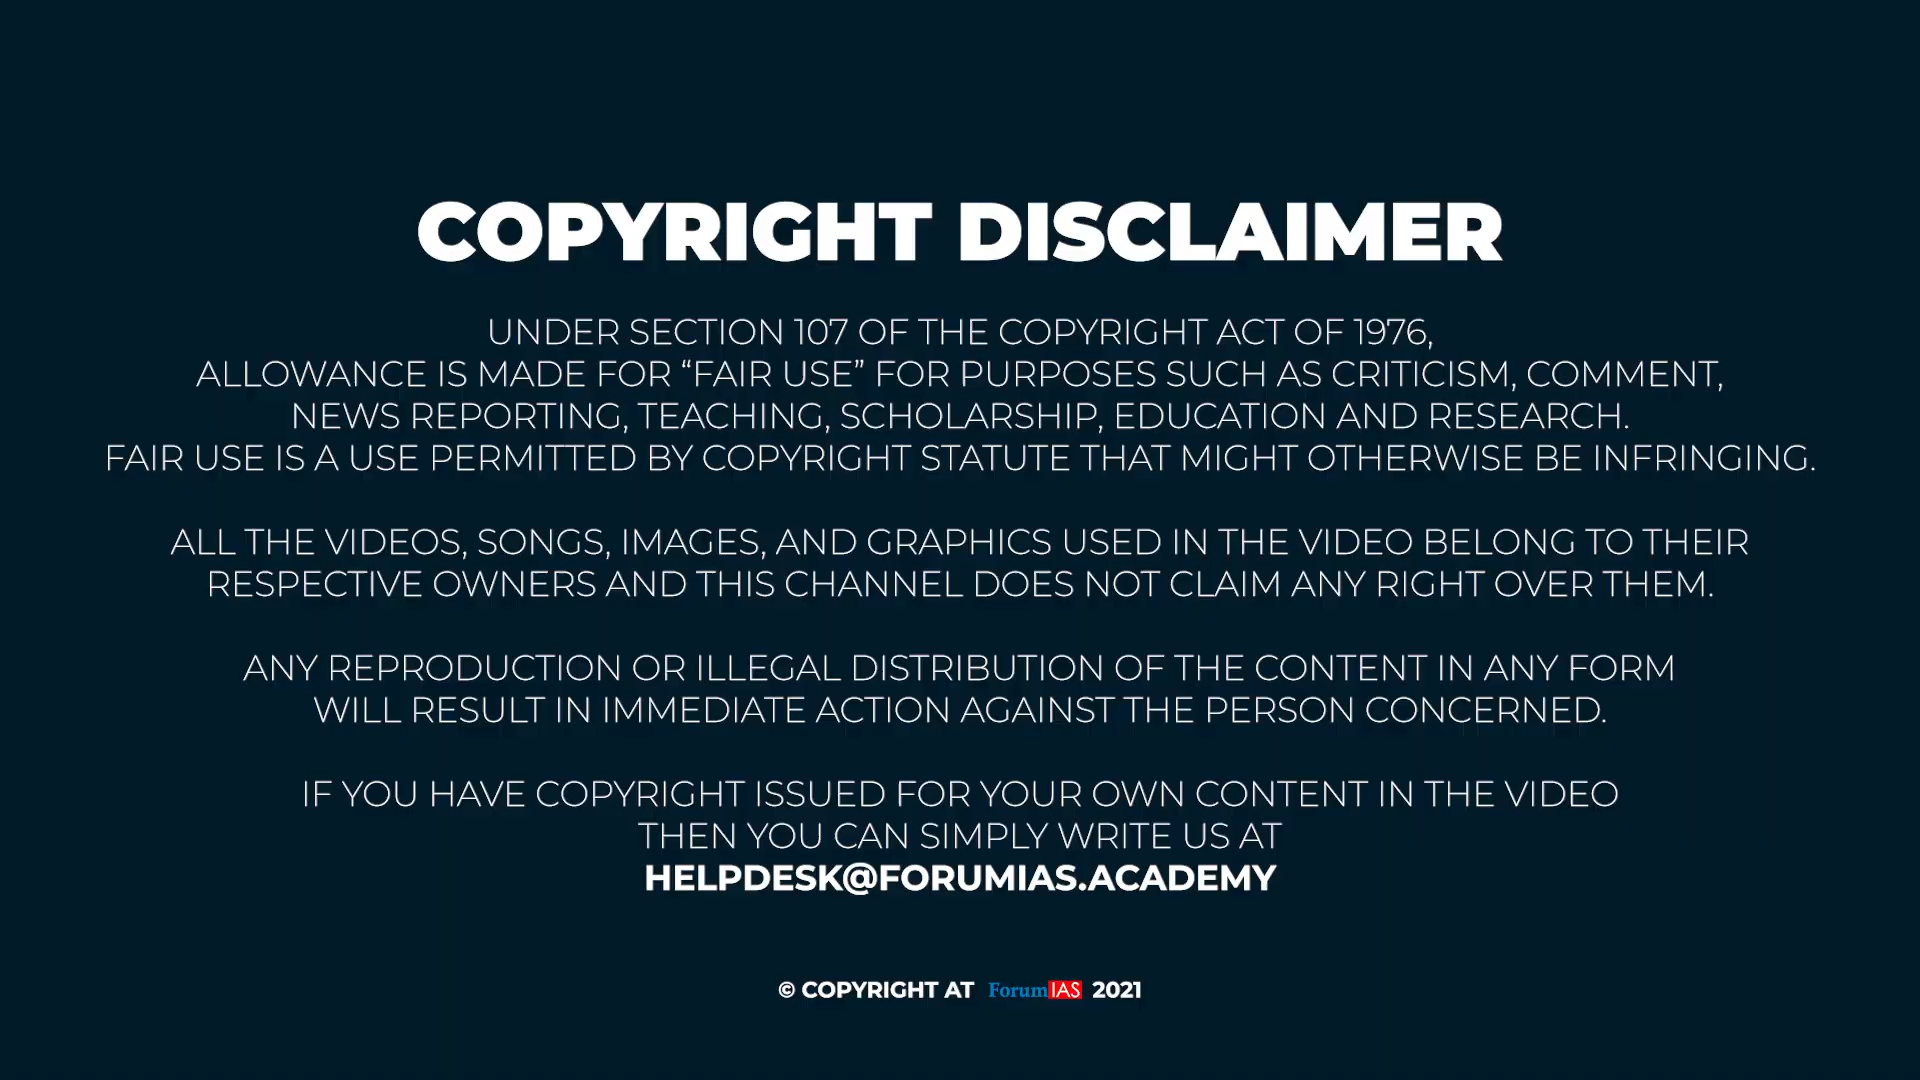 COPYRIGHT DISCLAIMER
UNDER SECTION 107 OF THE COPYRIGHT ACT OF 1976,
ALLOWANCE IS MADE FOR “FAIR USE” FOR PURPOSES SUCH AS CRITICISM, COMMENT,
NEWS REPORTING, TEACHING, SCHOLARSHIP, EDUCATION AND RESEARCH.
FAIR USE IS A USE PERMITTED BY COPYRIGHT STATUTE THAT MIGHT OTHERWISE BE INFRINGING.
ALL THE VIDEOS, SONGS, IMAGES, AND GRAPHICS USED IN THE VIDEO BELONG TO THEIR
RESPECTIVE OWNERS AND THIS CHANNEL DOES NOT CLAIM ANY RIGHT OVER THEM.
ANY REPRODUCTION OR ILLEGAL DISTRIBUTION OF THE CONTENT IN ANY FORM
WILL RESULT IN IMMEDIATE ACTION AGAINST THE PERSON CONCERNED.
IF YOU HAVE COPYRIGHT ISSUED FOR YOUR OWN CONTENT IN THE VIDEO
THEN YOU CAN SIMPLY WRITE US AT
HELPDESK@FORUMIAS.ACADEMY
© COPYRIGHT AT ForumIAS 2021